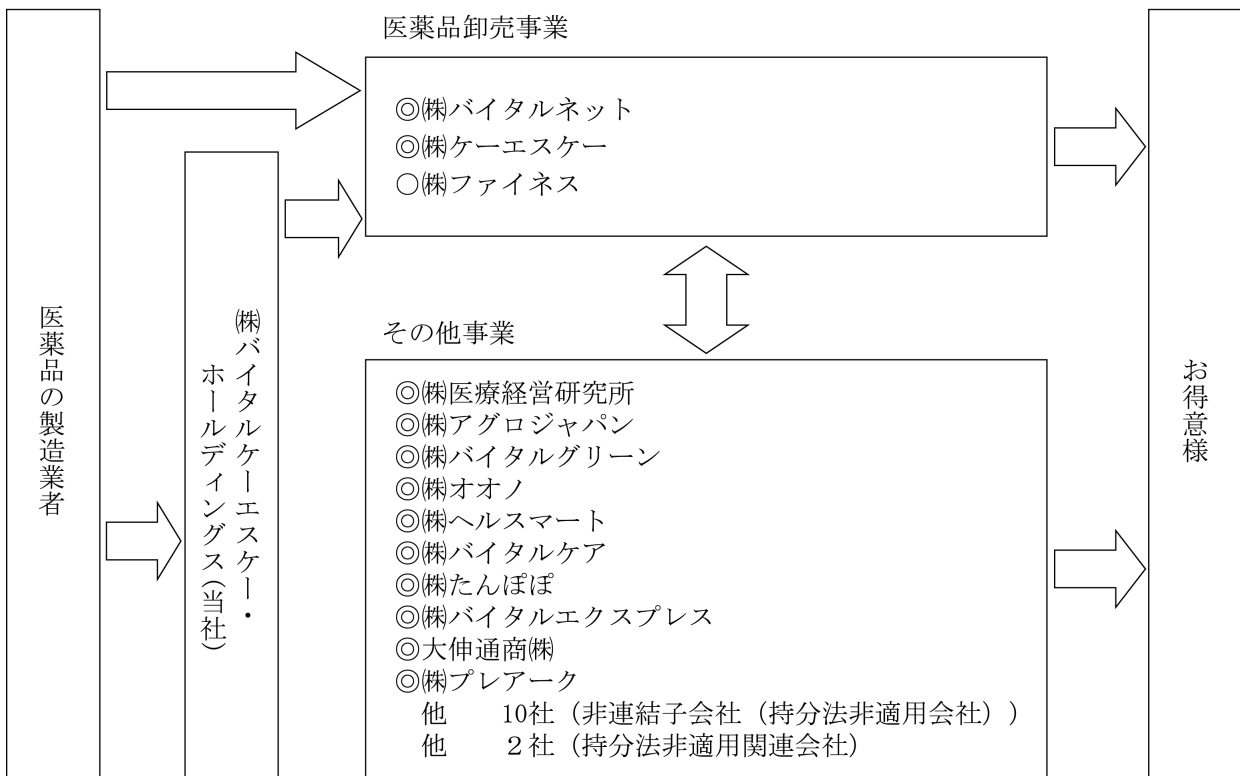 医薬品の製造業者
㈱バイタルケーエスケー・
ホールディングス(当社)
医薬品卸売事業
◎㈱バイタルネット
◎㈱ケーエスケー
○㈱ファイネス
その他事業
◎㈱医療経営研究所
◎㈱アグロジャパン
◎㈱バイタルグリーン
◎㈱オオノ
◎㈱ヘルスマート
◎㈱バイタルケア
◎㈱たんぽぽ
◎㈱バイタルエクスプレス
◎大伸通商㈱
◎㈱プレアーク
他　10社（非連結子会社（持分法非適用会社））
他　２社（持分法非適用関連会社）
お得意様